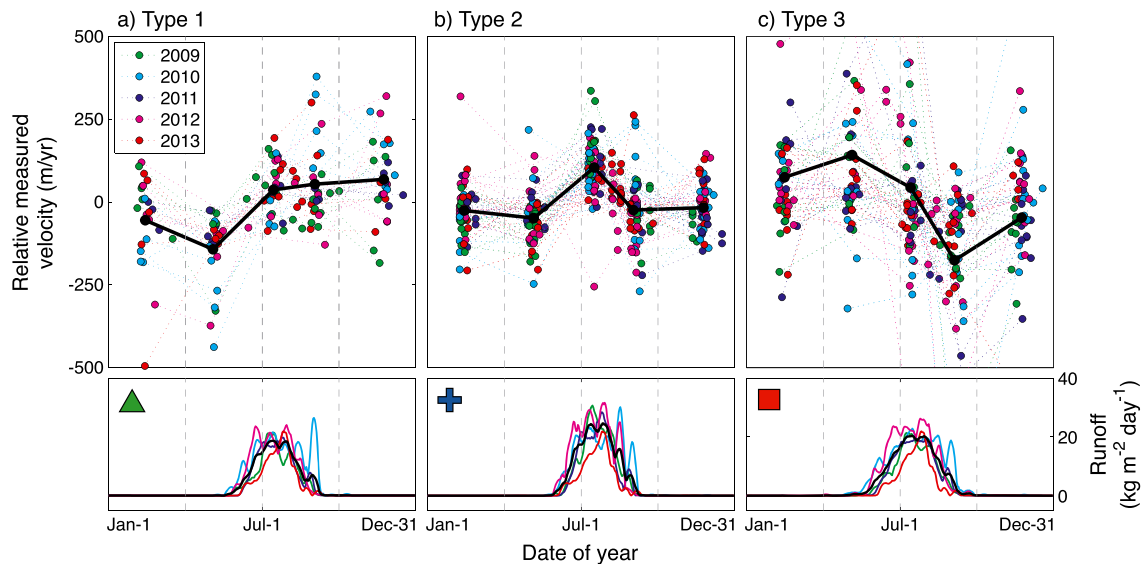 a) Type 1
b) Type 2
c) Type 3
500
250
0
-250
-500
Relative measured
velocity (m/yr)
2009
2010
2011
2012
2013
40
20
0
Runoff
(kg m⁻² day⁻¹)
Jan-1 Jul-1 Dec-31
Jan-1 Jul-1 Dec-31
Jan-1 Jul-1 Dec-31
Date of year